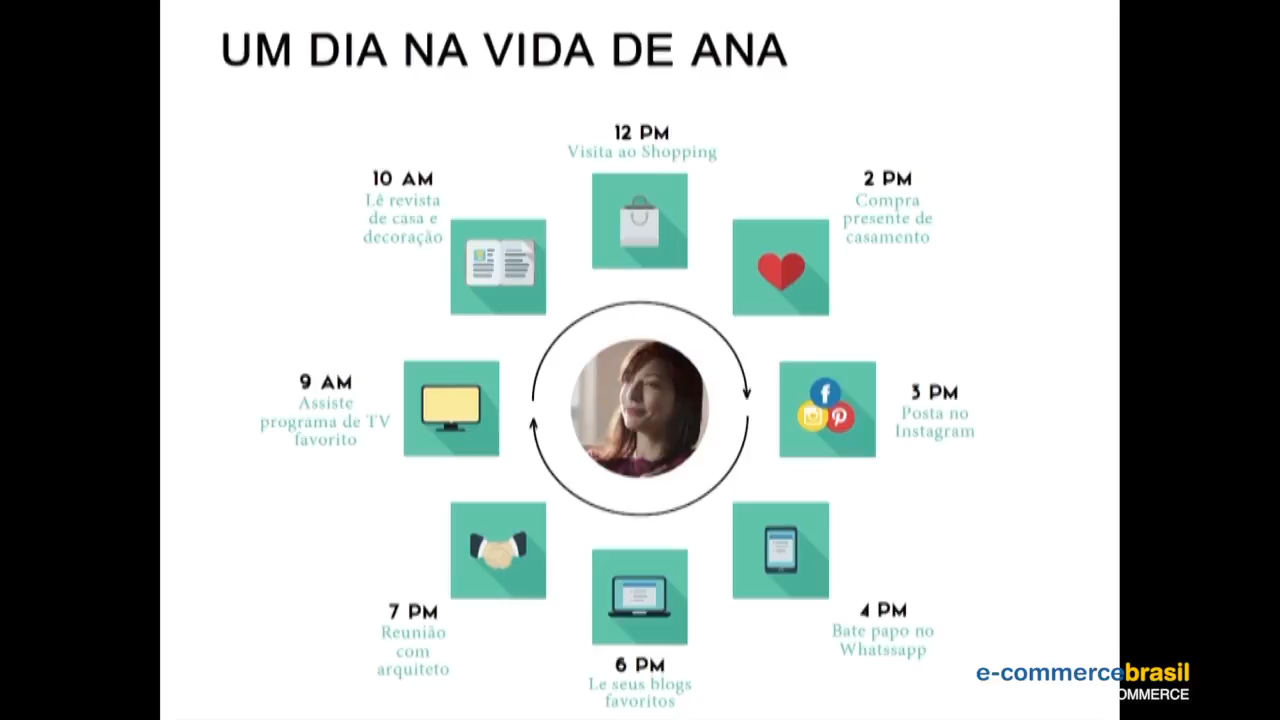 UM DIA NA VIDA DE ANA
12 PM
Visita ao Shopping
10 AM
Lê revista
de casa e
decoração
2 PM
Compra
presente de
casamento
9 AM
Assiste
programa de TV
favorito
3 PM
Posta no
Instagram
7 PM
Reunião
com
arquiteto
6 PM
Le seus blogs
favoritos
4 PM
Bate papo no
Whatssapp
e-commercebrasil
OMMERCE